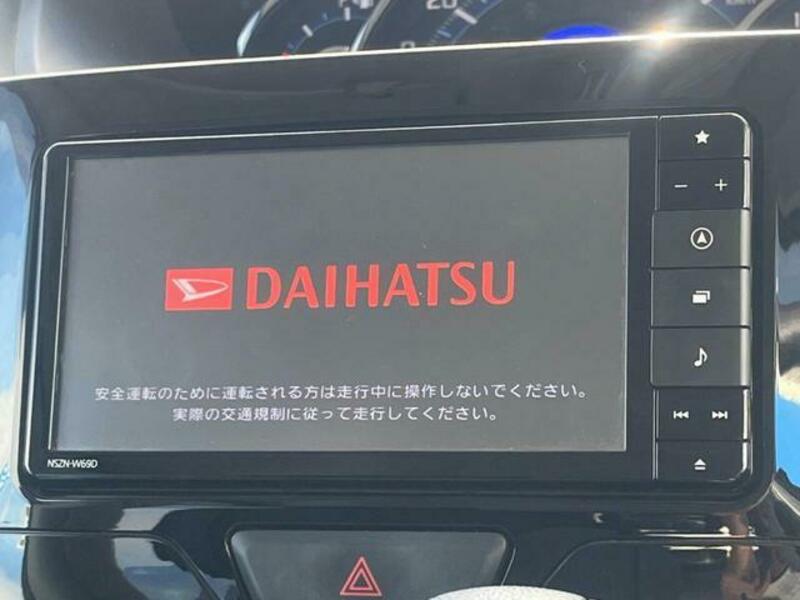 20
DAIHATSU
安全運転のために運転される方は走行中に操作しないでください。
実際の交通規制に従って走行してください。
NSZN-W69D